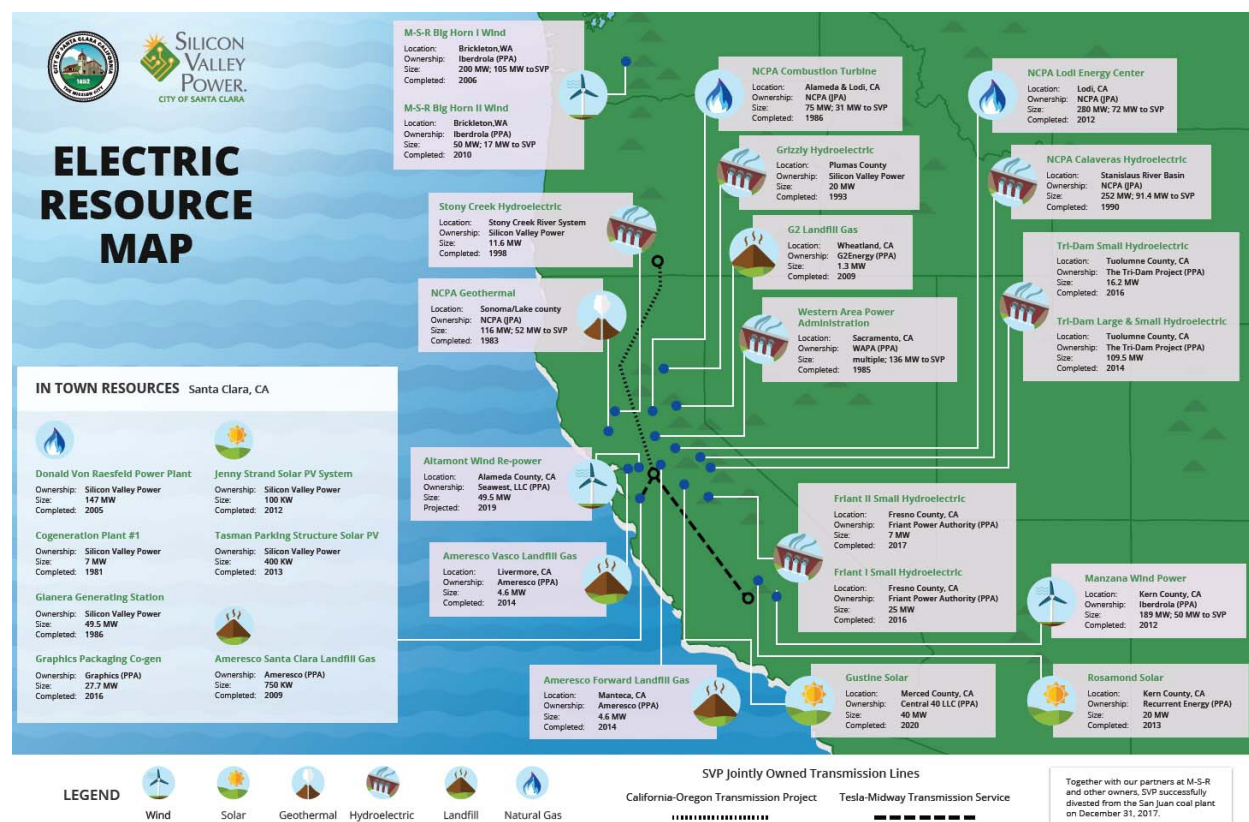 CITY OF SANTA CLARA CALIFORNIA
1852
THE MISSION CITY
SILICON
VALLEY
POWER.
CITY OF SANTA CLARA
ELECTRIC
RESOURCE
MAP
M-S-R Big Horn I Wind
Location: Brickleton,WA
Ownership: Iberdrola (PPA)
Size: 200 MW; 105 MW to SVP
Completed: 2006
M-S-R Big Horn II Wind
Location: Brickleton,WA
Ownership: Iberdrola (PPA)
Size: 50 MW; 17 MW to SVP
Completed: 2010
Stony Creek Hydroelectric
Location: Stony Creek River System
Ownership: Silicon Valley Power
Size: 11.6 MW
Completed: 1998
NCPA Geothermal
Location: Sonoma/Lake county
Ownership: NCPA (JPA)
Size: 116 MW; 52 MW to SVP
Completed: 1983
NCPA Combustion Turbine
Location: Alameda & Lodi, CA
Ownership: NCPA (JPA)
Size: 75 MW; 31 MW to SVP
Completed: 1986
Grizzly Hydroelectric
Location: Plumas County
Ownership: Silicon Valley Power
Size: 20 MW
Completed: 1993
G2 Landfill Gas
Location: Wheatland, CA
Ownership: G2Energy (PPA)
Size: 1.3 MW
Completed: 2009
Western Area Power
Administration
Location: Sacramento, CA
Ownership: WAPA (PPA)
Size: multiple; 136 MW to SVP
Completed: 1985
NCPA Lodi Energy Center
Location: Lodi, CA
Ownership: NCPA (JPA)
Size: 280 MW; 72 MW to SVP
Completed: 2012
NCPA Calaveras Hydroelectric
Location: Stanislaus River Basin
Ownership: NCPA (JPA)
Size: 252 MW; 91.4 MW to SVP
Completed: 1990
Tri-Dam Small Hydroelectric
Location: Tuolumne County, CA
Ownership: The Tri-Dam Project (PPA)
Size: 16.2 MW
Completed: 2016
Tri-Dam Large & Small Hydroelectric
Location: Tuolumne County, CA
Ownership: The Tri-Dam Project (PPA)
Size: 109.5 MW
Completed: 2014
IN TOWN RESOURCES Santa Clara, CA
Donald Von Raesfeld Power Plant
Ownership: Silicon Valley Power
Size: 147 MW
Completed: 2005
Cogeneration Plant #1
Ownership: Silicon Valley Power
Size: 7 MW
Completed: 1981
Gianera Generating Station
Ownership: Silicon Valley Power
Size: 49.5 MW
Completed: 1986
Graphics Packaging Co-gen
Ownership: Graphics (PPA)
Size: 27.7 MW
Completed: 2016
Jenny Strand Solar PV System
Ownership: Silicon Valley Power
Size: 100 KW
Completed: 2012
Tasman Parking Structure Solar PV
Ownership: Silicon Valley Power
Size: 400 KW
Completed: 2013
Ameresco Santa Clara Landfill Gas
Ownership: Ameresco (PPA)
Size: 750 KW
Completed: 2009
Altamont Wind Re-power
Location: Alameda County, CA
Ownership: Seawest, LLC (PPA)
Size: 49.5 MW
Projected: 2019
Ameresco Vasco Landfill Gas
Location: Livermore, CA
Ownership: Ameresco (PPA)
Size: 4.6 MW
Completed: 2014
Ameresco Forward Landfill Gas
Location: Manteca, CA
Ownership: Ameresco (PPA)
Size: 4.6 MW
Completed: 2014
Friant II Small Hydroelectric
Location: Fresno County, CA
Ownership: Friant Power Authority (PPA)
Size: 7 MW
Completed: 2017
Friant I Small Hydroelectric
Location: Fresno County, CA
Ownership: Friant Power Authority (PPA)
Size: 25 MW
Completed: 2016
Manzana Wind Power
Location: Kern County, CA
Ownership: Iberdrola (PPA)
Size: 189 MW; 50 MW to SVP
Completed: 2012
Gustine Solar
Location: Merced County, CA
Ownership: Central 40 LLC (PPA)
Size: 40 MW
Completed: 2020
Rosamond Solar
Location: Kern County, CA
Ownership: Recurrent Energy (PPA)
Size: 20 MW
Completed: 2013
LEGEND
Wind
Solar
Geothermal
Hydroelectric
Landfill
Natural Gas
SVP Jointly Owned Transmission Lines
California-Oregon Transmission Project
Tesla-Midway Transmission Service
Together with our partners at M-S-R
and other owners, SVP successfully
divested from the San Juan coal plant
on December 31, 2017.